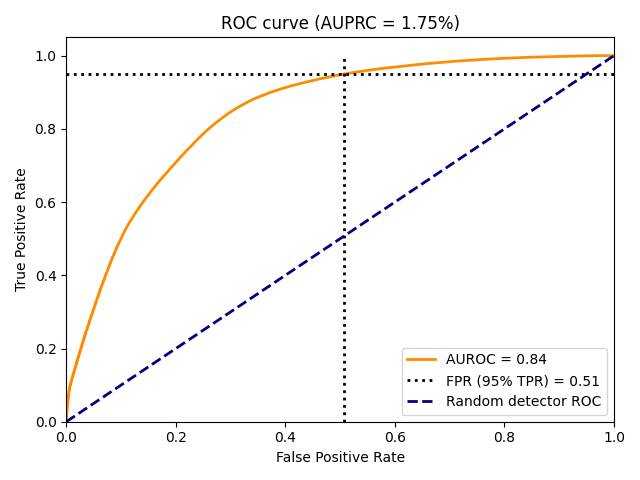 ROC curve (AUPRC = 1.75%)
True Positive Rate
1.0
0.8
0.6
0.4
0.2
0.0
0.0 0.2 0.4 0.6 0.8 1.0
False Positive Rate
AUROC = 0.84
FPR (95% TPR) = 0.51
Random detector ROC